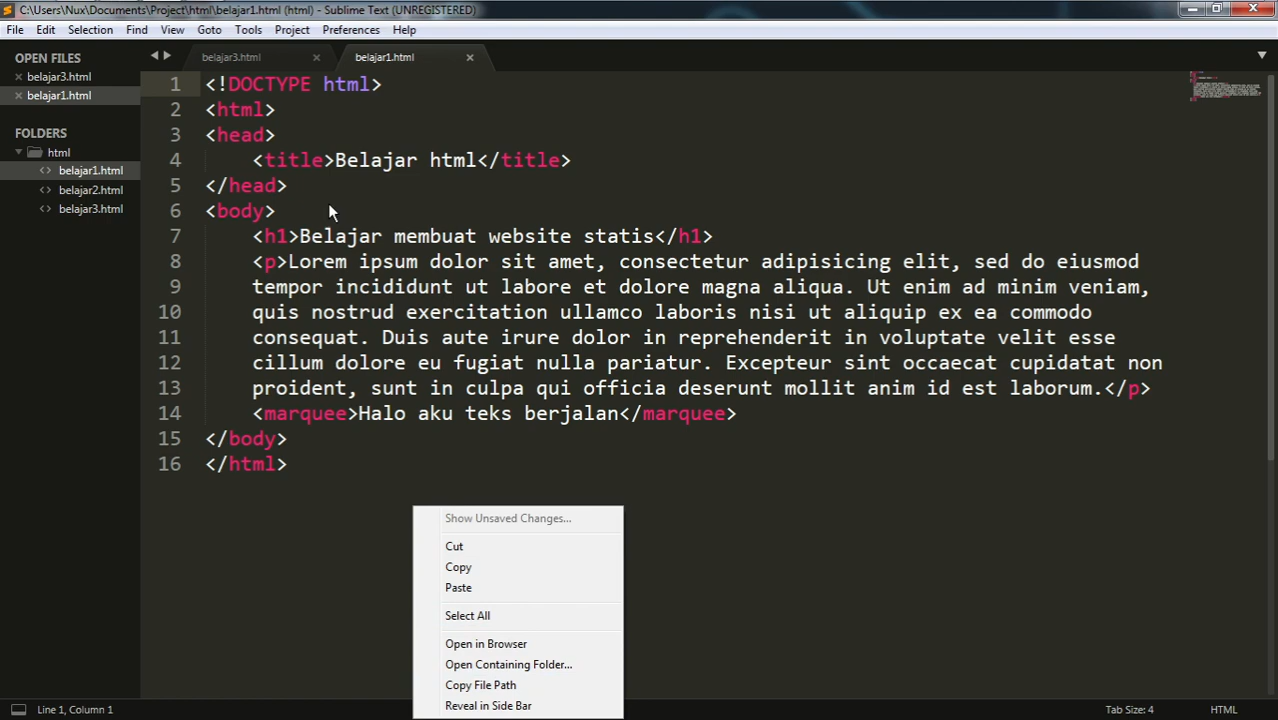 C:\Users\Nux\Documents\Project\html\belajar1.html (html) - Sublime Text (UNREGISTERED)
File Edit Selection Find View Goto Tools Project Preferences Help
OPEN FILES
belajar3.html
belajar1.html
FOLDERS
html
belajar1.html
belajar2.html
belajar3.html
belajar3.html belajar1.html
1 <!DOCTYPE html>
2 <html>
3 <head>
4 <title>Belajar html</title>
5 </head>
6 <body>
7 <h1>Belajar membuat website statis</h1>
8 <p>Lorem ipsum dolor sit amet, consectetur adipisicing elit, sed do eiusmod
9 tempor incididunt ut labore et dolore magna aliqua. Ut enim ad minim veniam,
10 quis nostrud exercitation ullamco laboris nisi ut aliquip ex ea commodo
11 consequat. Duis aute irure dolor in reprehenderit in voluptate velit esse
12 cillum dolore eu fugiat nulla pariatur. Excepteur sint occaecat cupidatat non
13 proident, sunt in culpa qui officia deserunt mollit anim id est laborum.</p>
14 <marquee>Halo aku teks berjalan</marquee>
15 </body>
16 </html>
Show Unsaved Changes...
Cut
Copy
Paste
Select All
Open in Browser
Open Containing Folder...
Copy File Path
Reveal in Side Bar
Line 1, Column 1 Tab Size: 4 HTML